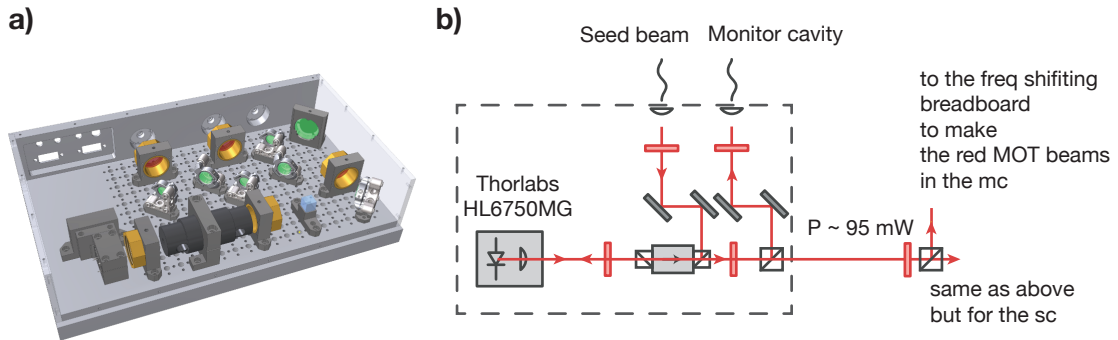 a)
b)
Seed beam
Monitor cavity
to the freq shifiting
breadboard
to make
the red MOT beams
in the mc
Thorlabs
HL6750MG
P ~ 95 mW
same as above
but for the sc